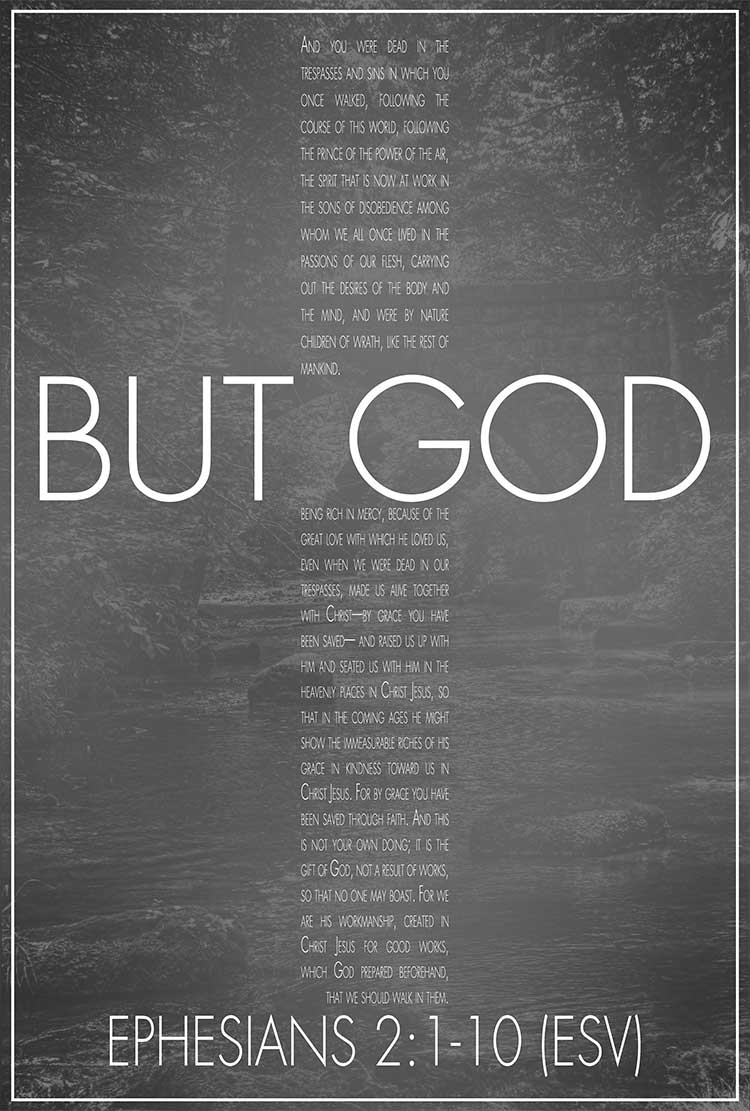 And you were dead in the
trespasses and sins in which you
once walked, following the
course of this world, following
the prince of the power of the air,
the spirit that is now at work in
the sons of disobedience among
whom we all once lived in the
passions of our flesh, carrying
out the desires of the body and
the mind, and were by nature
children of wrath, like the rest of
mankind.
BUT GOD
being rich in mercy, because of the
great love with which he loved us,
even when we were dead in our
trespasses, made us alive together
with Christ—by grace you have
been saved— and raised us up with
him and seated us with him in the
heavenly places in Christ Jesus, so
that in the coming ages he might
show the immeasurable riches of his
grace in kindness toward us in
Christ Jesus. For by grace you have
been saved through faith. And this
is not your own doing; it is the
gift of God, not a result of works,
so that no one may boast. For we
are his workmanship, created in
Christ Jesus for good works,
which God prepared beforehand,
that we should walk in them.
EPHESIANS 2:1-10 (ESV)